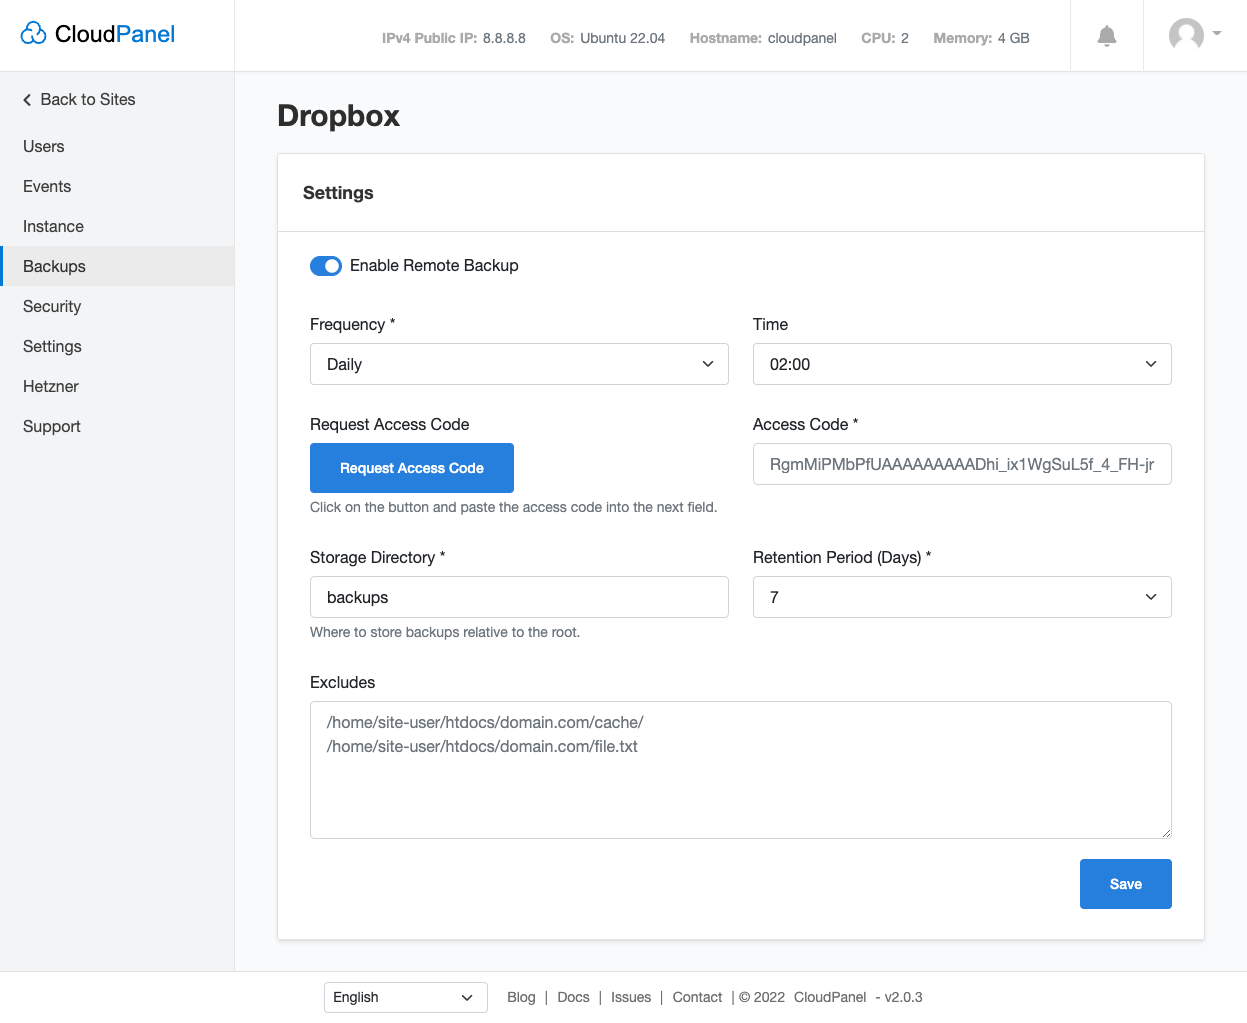 CloudPanel
IPv4 Public IP: 8.8.8.8 OS: Ubuntu 22.04 Hostname: cloudpanel CPU: 2 Memory: 4 GB
Back to Sites
Users
Events
Instance
Backups
Security
Settings
Hetzner
Support
Dropbox
Settings
Enable Remote Backup
Frequency * Time
Daily 02:00
Request Access Code Access Code *
Request Access Code RgmMiPMbPfUAAAAAAAAADhi_ix1WgSuL5f_4_FH-jr
Click on the button and paste the access code into the next field.
Storage Directory * Retention Period (Days) *
backups 7
Where to store backups relative to the root.
Excludes
/home/site-user/htdocs/domain.com/cache/
/home/site-user/htdocs/domain.com/file.txt
Save
English Blog | Docs | Issues | Contact | © 2022 CloudPanel - v2.0.3